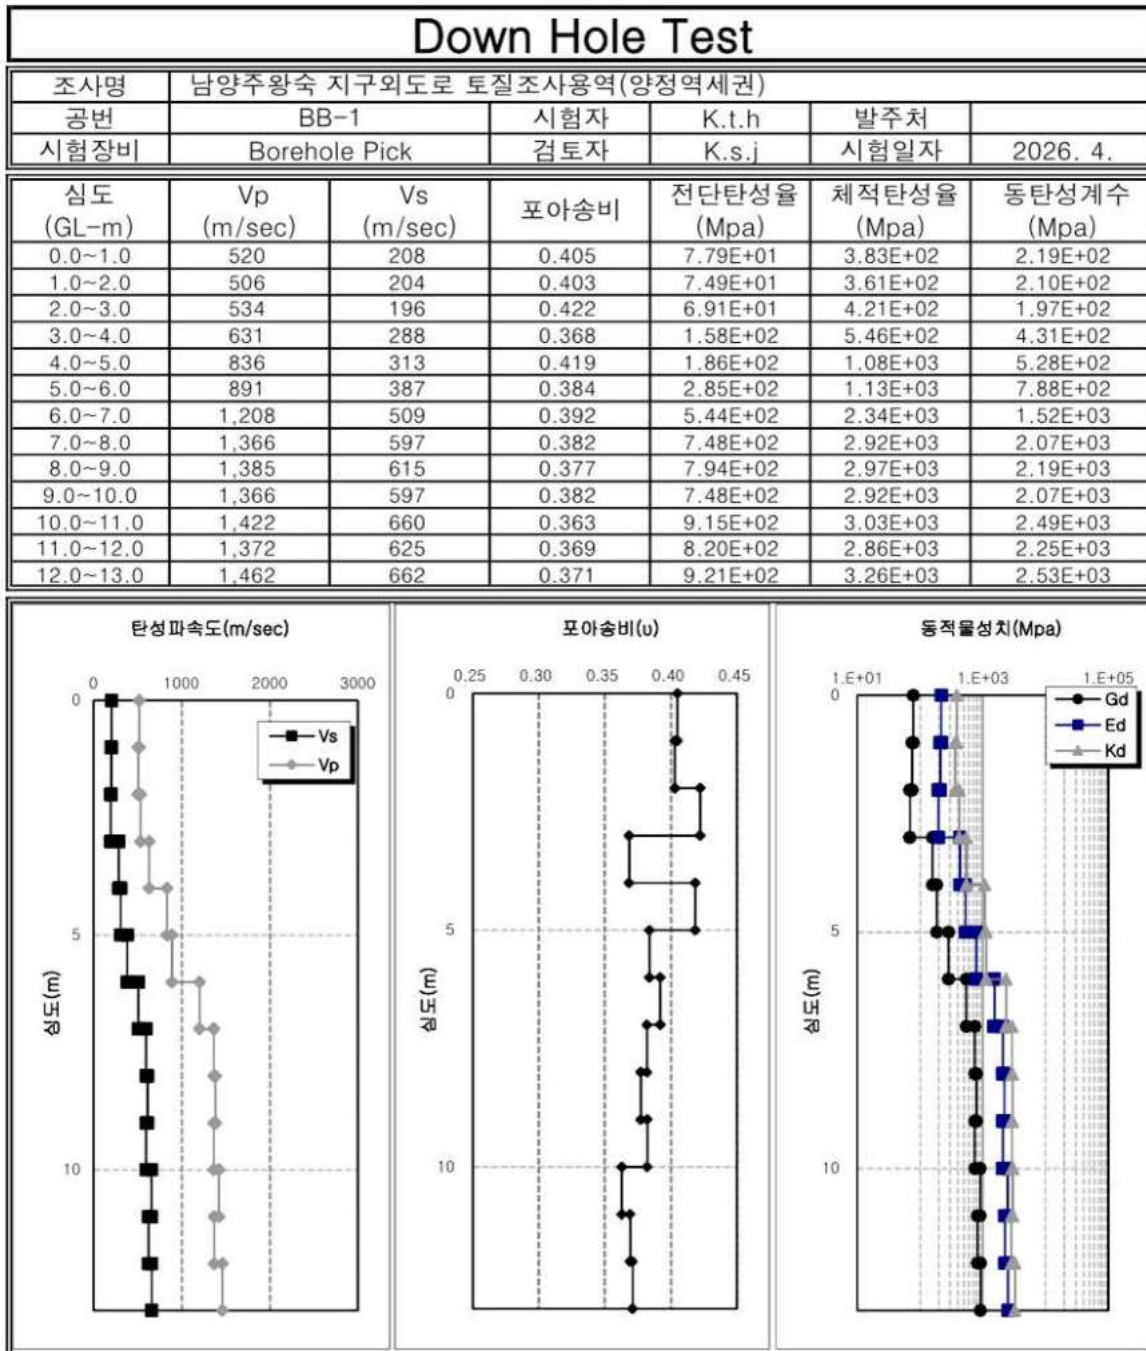 Down Hole Test
조사명 남양주왕숙 지구외도로 토질조사용역(양정역세권)
공번 BB-1 시험자 K.t.h 발주처
시험장비 Borehole Pick 검토자 K.s.j 시험일자 2026. 4.
심도 Vp Vs 포아송비 전단탄성율 체적탄성율 동탄성계수
(GL-m) (m/sec) (m/sec) (Mpa) (Mpa) (Mpa)
0.0~1.0 520 208 0.405 7.79E+01 3.83E+02 2.19E+02
1.0~2.0 506 204 0.403 7.49E+01 3.61E+02 2.10E+02
2.0~3.0 534 196 0.422 6.91E+01 4.21E+02 1.97E+02
3.0~4.0 631 288 0.368 1.58E+02 5.46E+02 4.31E+02
4.0~5.0 836 313 0.419 1.86E+02 1.08E+03 5.28E+02
5.0~6.0 891 387 0.384 2.85E+02 1.13E+03 7.88E+02
6.0~7.0 1,208 509 0.392 5.44E+02 2.34E+03 1.52E+03
7.0~8.0 1,366 597 0.382 7.48E+02 2.92E+03 2.07E+03
8.0~9.0 1,385 615 0.377 7.94E+02 2.97E+03 2.19E+03
9.0~10.0 1,366 597 0.382 7.48E+02 2.92E+03 2.07E+03
10.0~11.0 1,422 660 0.363 9.15E+02 3.03E+03 2.49E+03
11.0~12.0 1,372 625 0.369 8.20E+02 2.86E+03 2.25E+03
12.0~13.0 1,462 662 0.371 9.21E+02 3.26E+03 2.53E+03
탄성파속도(m/sec)
0 1000 2000 3000
0
5
10
심도(m)
Vs
Vp
포아송비(υ)
0.25 0.30 0.35 0.40 0.45
0
5
10
심도(m)
동적물성치(Mpa)
1.E+01 1.E+03 1.E+05
0
5
10
심도(m)
Gd
Ed
Kd